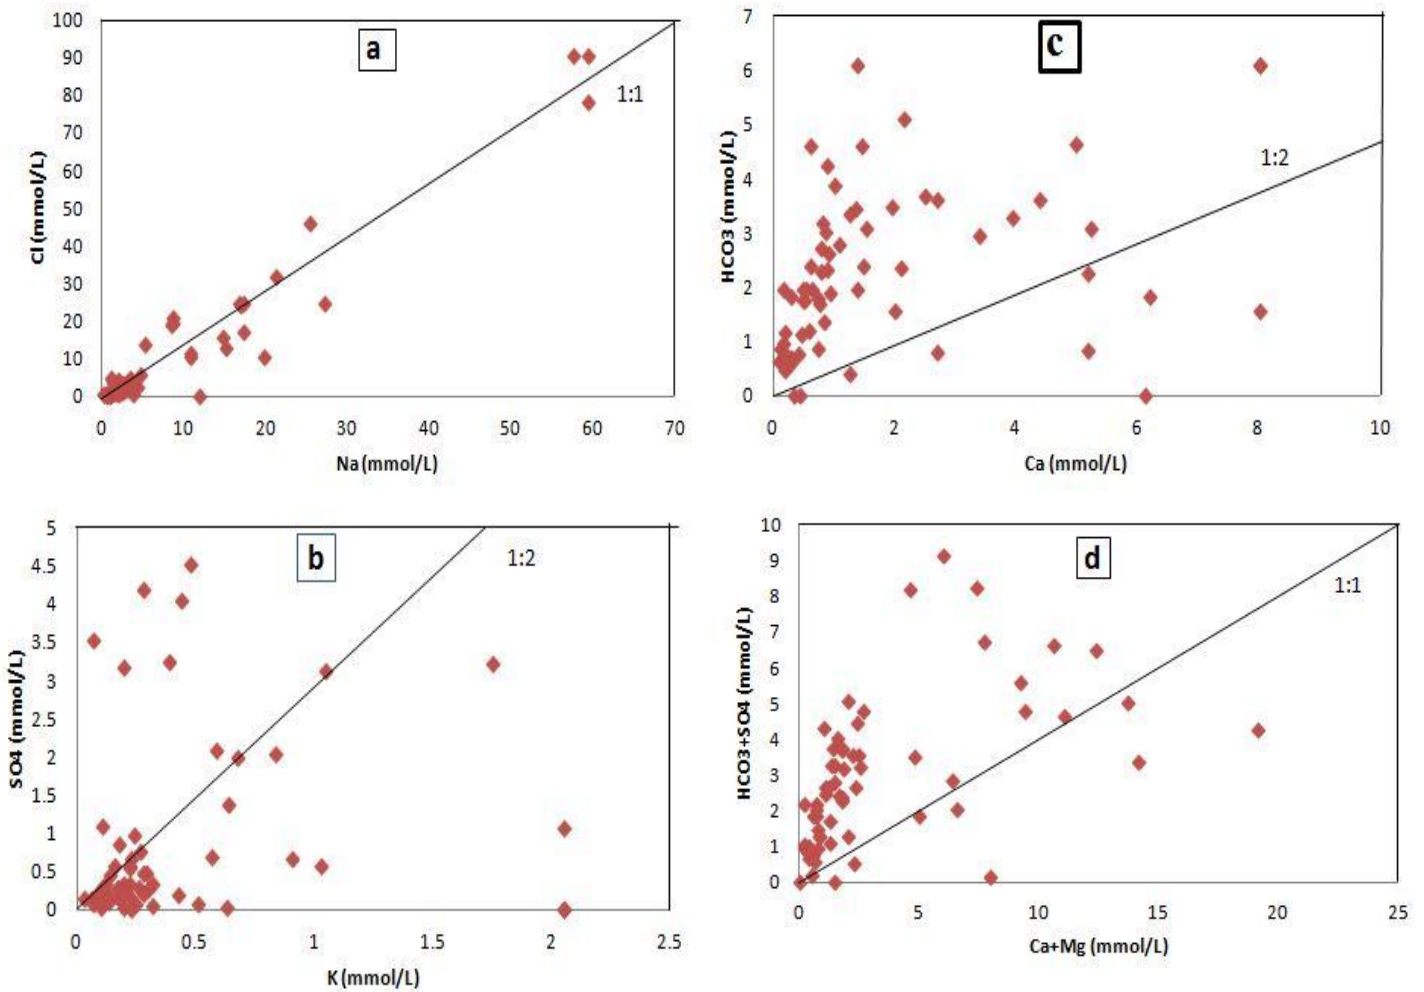 a
100
90
80
70
60
50
40
30
20
10
0
Cl (mmol/L)
1:1
0 10 20 30 40 50 60 70
Na (mmol/L)
c
7
6
5
4
3
2
1
0
HCO3 (mmol/L)
1:2
0 2 4 6 8 10
Ca (mmol/L)
b
5
4.5
4
3.5
3
2.5
2
1.5
1
0.5
0
SO4 (mmol/L)
1:2
0 0.5 1 1.5 2 2.5
K (mmol/L)
d
10
9
8
7
6
5
4
3
2
1
0
HCO3+SO4 (mmol/L)
1:1
0 5 10 15 20 25
Ca+Mg (mmol/L)